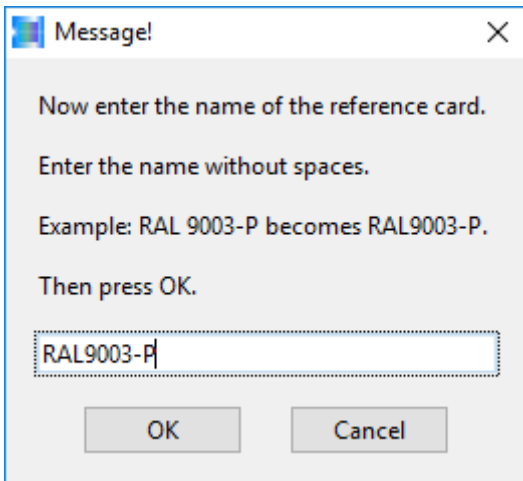 Message!
Now enter the name of the reference card.
Enter the name without spaces.
Example: RAL 9003-P becomes RAL9003-P.
Then press OK.
RAL9003-P
OK Cancel